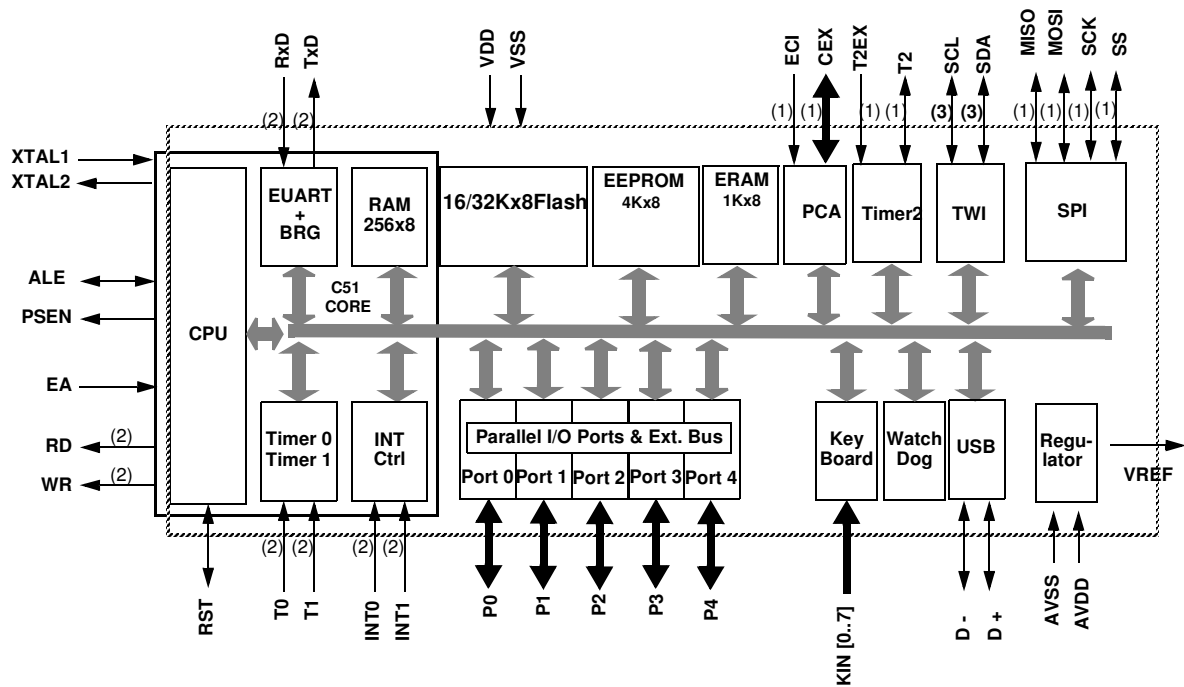 RxD
TxD
VDD
VSS
ECI
CEX
T2EX
T2
SCL
SDA
MISO
MOSI
SCK
SS
(2) (2)
(1) (1) (1) (1) (3) (3) (1) (1) (1) (1)
XTAL1
XTAL2
ALE
PSEN
EA
RD (2)
WR (2)
CPU
EUART
+
BRG
RAM
256x8
C51
CORE
16/32Kx8Flash
EEPROM
4Kx8
ERAM
1Kx8
PCA
Timer2
TWI
SPI
Timer 0
Timer 1
INT
Ctrl
Parallel I/O Ports & Ext. Bus
Port 0 Port 1 Port 2 Port 3 Port 4
Key
Board
Watch
Dog
USB
Regu-
lator
VREF
(2) (2) (2) (2)
RST
T0
T1
INT0
INT1
P0
P1
P2
P3
P4
KIN [0..7]
D -
D +
AVSS
AVDD